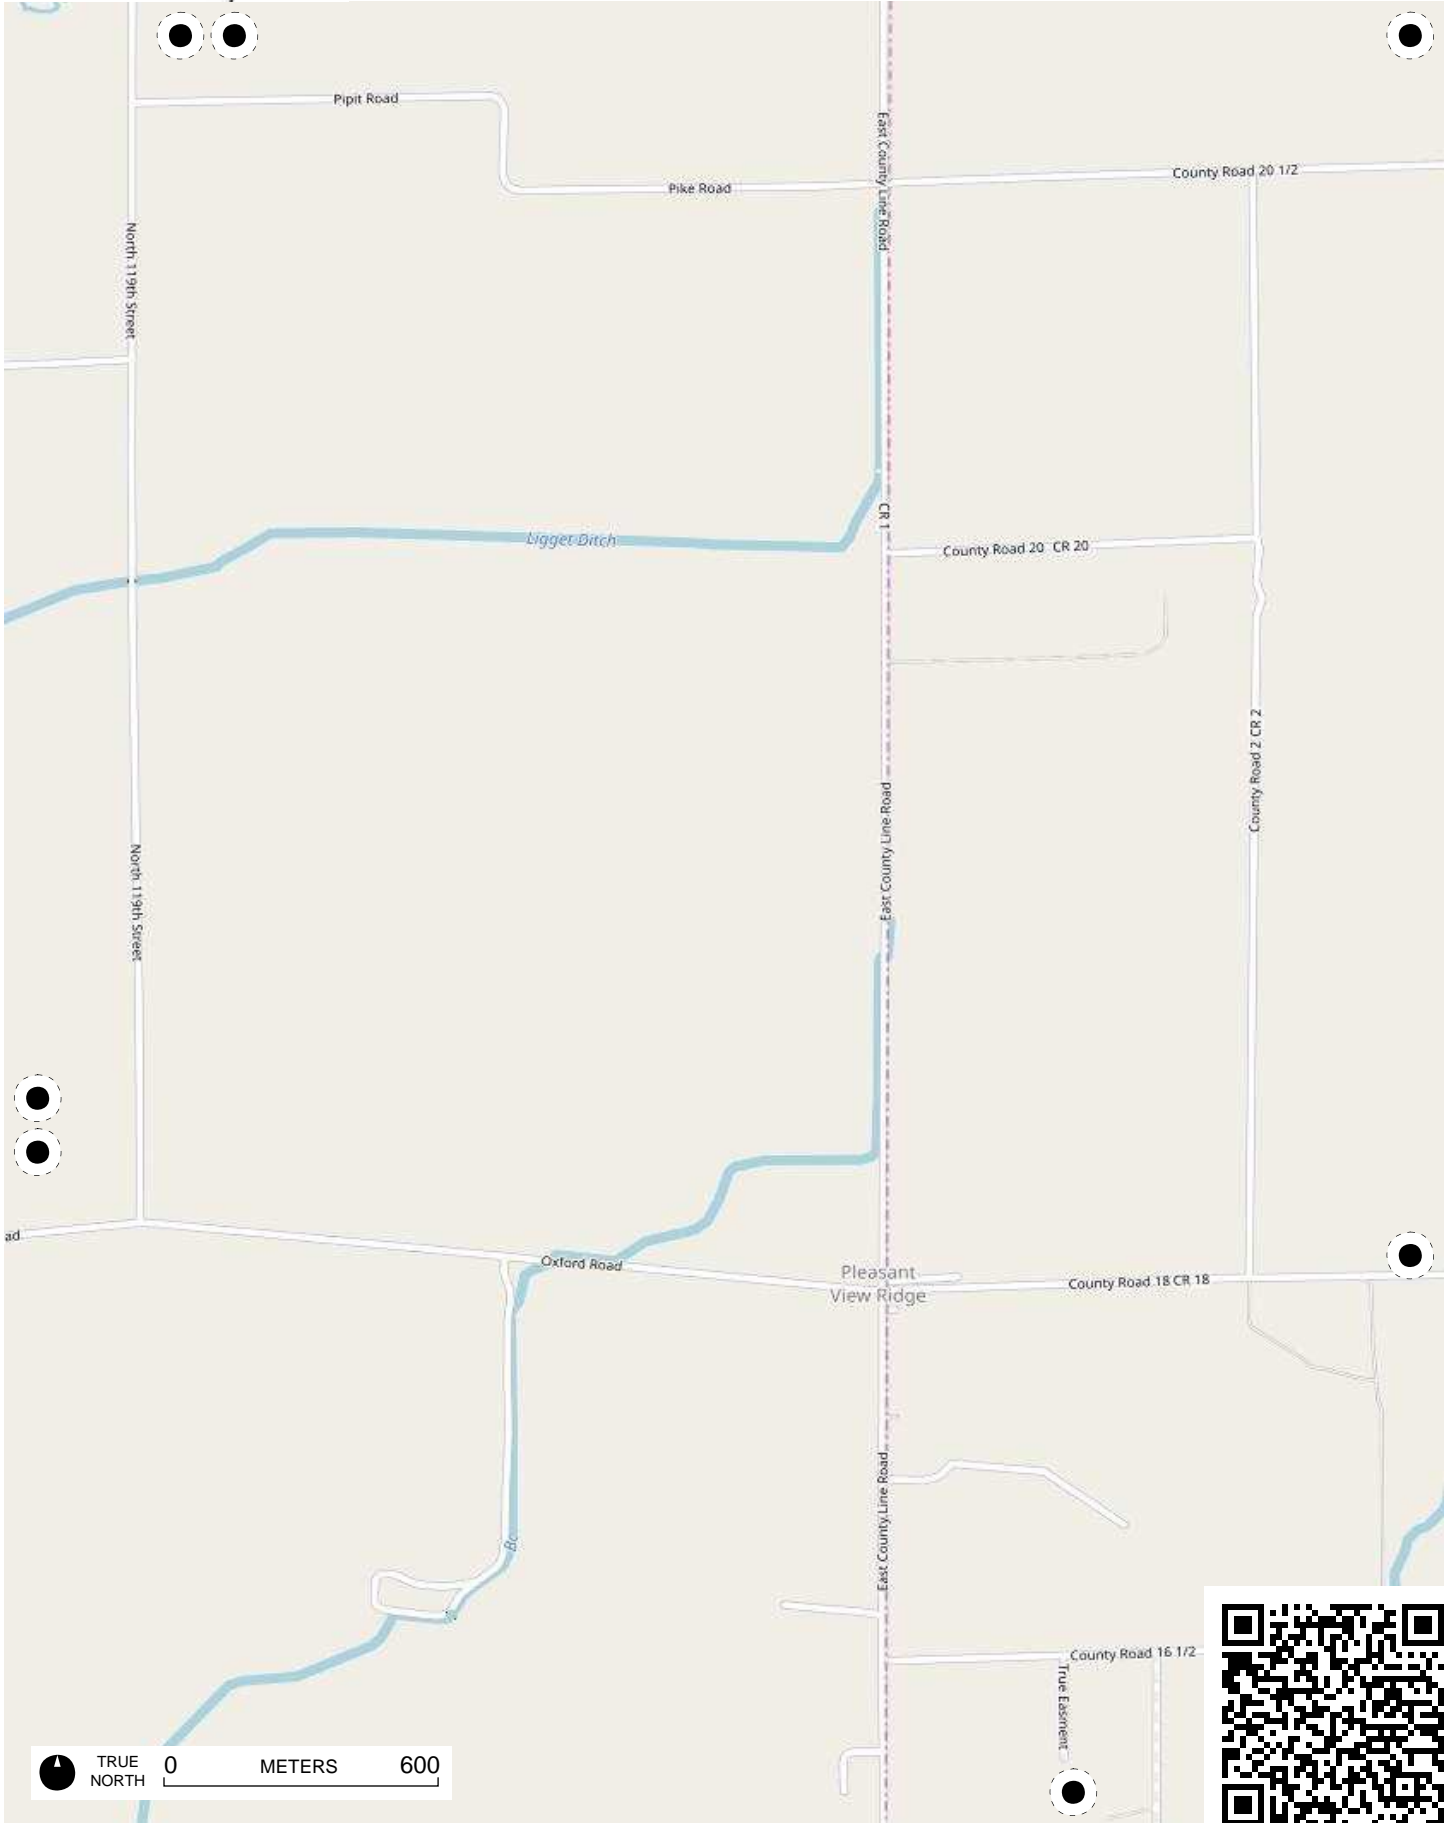 Pipit Road
East County Line Road
County Road 20 1/2
Pike Road
North 119th Street
CR 1
Ligget Ditch
County Road 20 CR 20
County Road 2 CR 2
East County Line Road
North 119th Street
ad
Oxford Road
Pleasant
View Ridge
County Road 18 CR 18
East County Line Road
Bo
County Road 16 1/2
True Easment
TRUE
NORTH
0 METERS 600